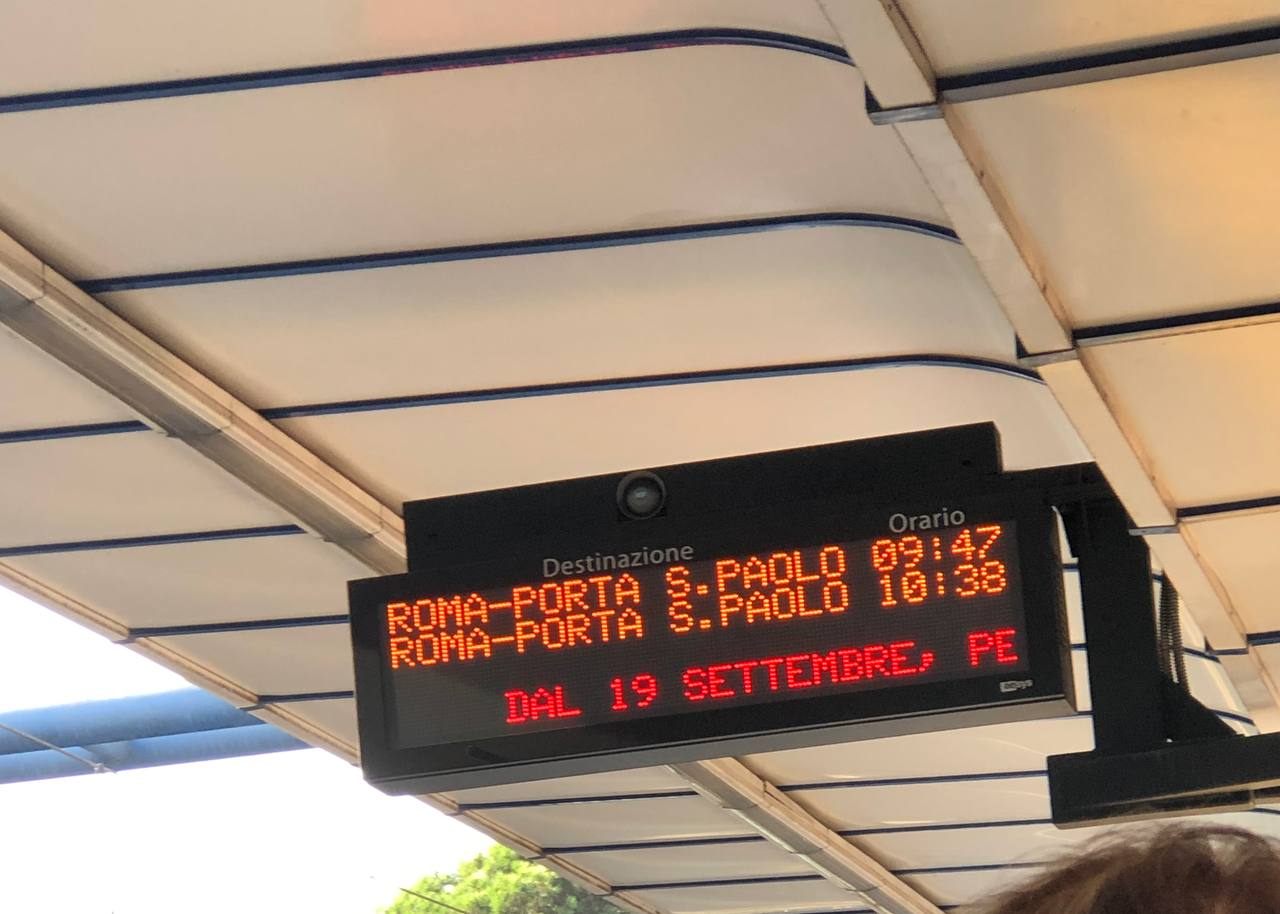 Destinazione Orario
ROMA-PORTA S.PAOLO 09:47
ROMA-PORTA S.PAOLO 10:38
DAL 19 SETTEMBRE, PE